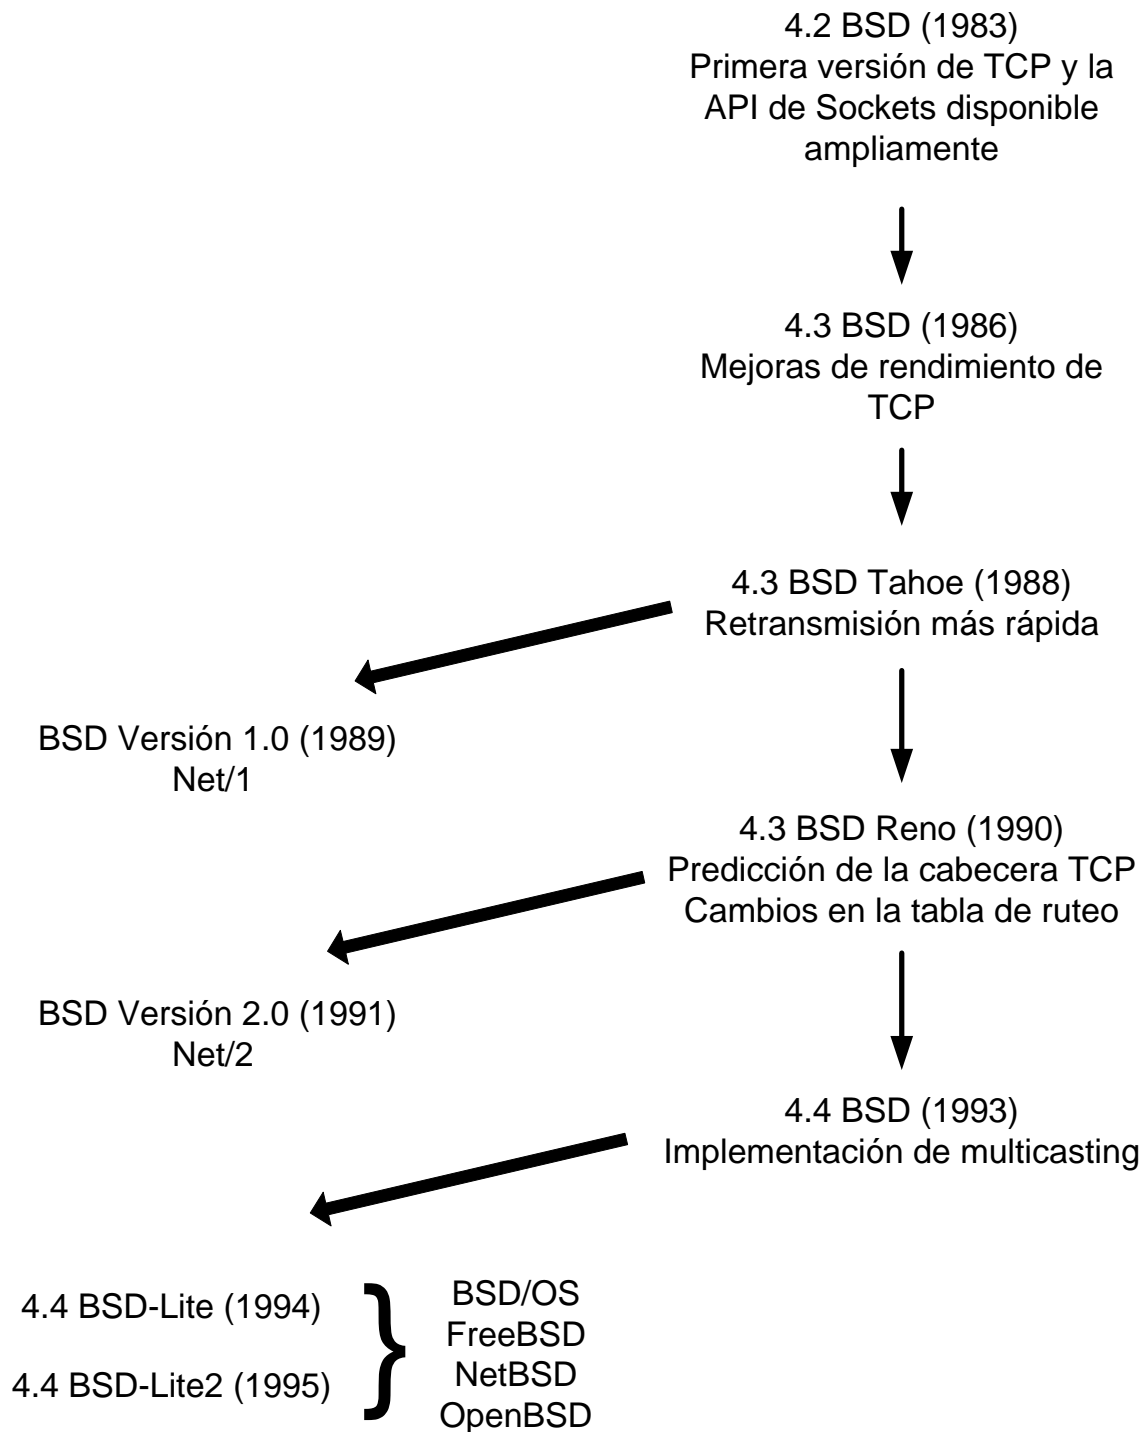 4.2 BSD (1983)
Primera versión de TCP y la
API de Sockets disponible
ampliamente
4.3 BSD (1986)
Mejoras de rendimiento de
TCP
4.3 BSD Tahoe (1988)
Retransmisión más rápida
BSD Versión 1.0 (1989)
Net/1
4.3 BSD Reno (1990)
Predicción de la cabecera TCP
Cambios en la tabla de ruteo
BSD Versión 2.0 (1991)
Net/2
4.4 BSD (1993)
Implementación de multicasting
4.4 BSD-Lite (1994)
4.4 BSD-Lite2 (1995)
BSD/OS
FreeBSD
NetBSD
OpenBSD